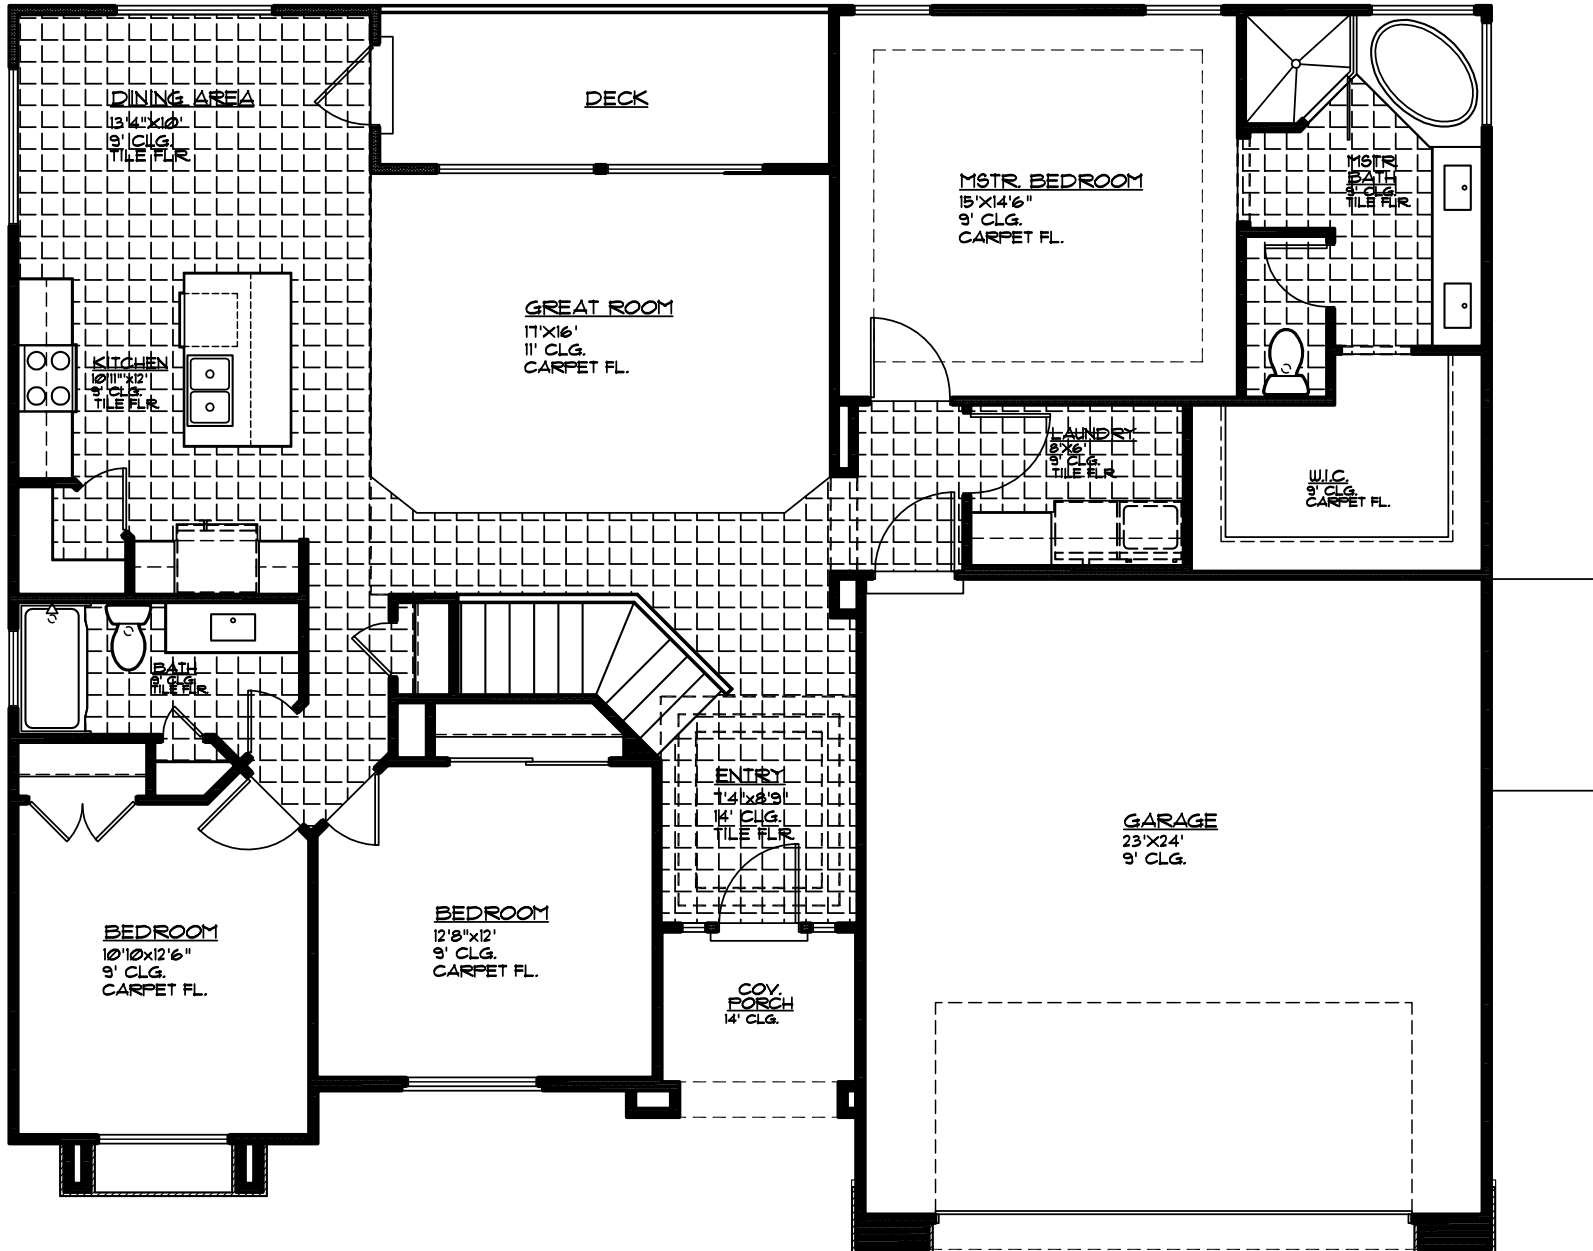 DINING AREA
13'4"X10'
9' CLG.
TILE FLR
DECK
MSTR. BEDROOM
15'X14'6"
9' CLG.
CARPET FL.
MSTR.
BATH
9' CLG.
TILE FLR
GREAT ROOM
17'X16'
11' CLG.
CARPET FL.
KITCHEN
10'11"x12'
9' CLG.
TILE FLR
LAUNDRY
8'X6'
9' CLG.
TILE FLR
W.I.C.
9' CLG.
CARPET FL.
BATH
9' CLG.
TILE FLR
ENTRY
7'4"x8'9"
14' CLG.
TILE FLR
GARAGE
23'X24'
9' CLG.
BEDROOM
10'10x12'6"
9' CLG.
CARPET FL.
BEDROOM
12'8"x12'
9' CLG.
CARPET FL.
COV.
PORCH
14' CLG.